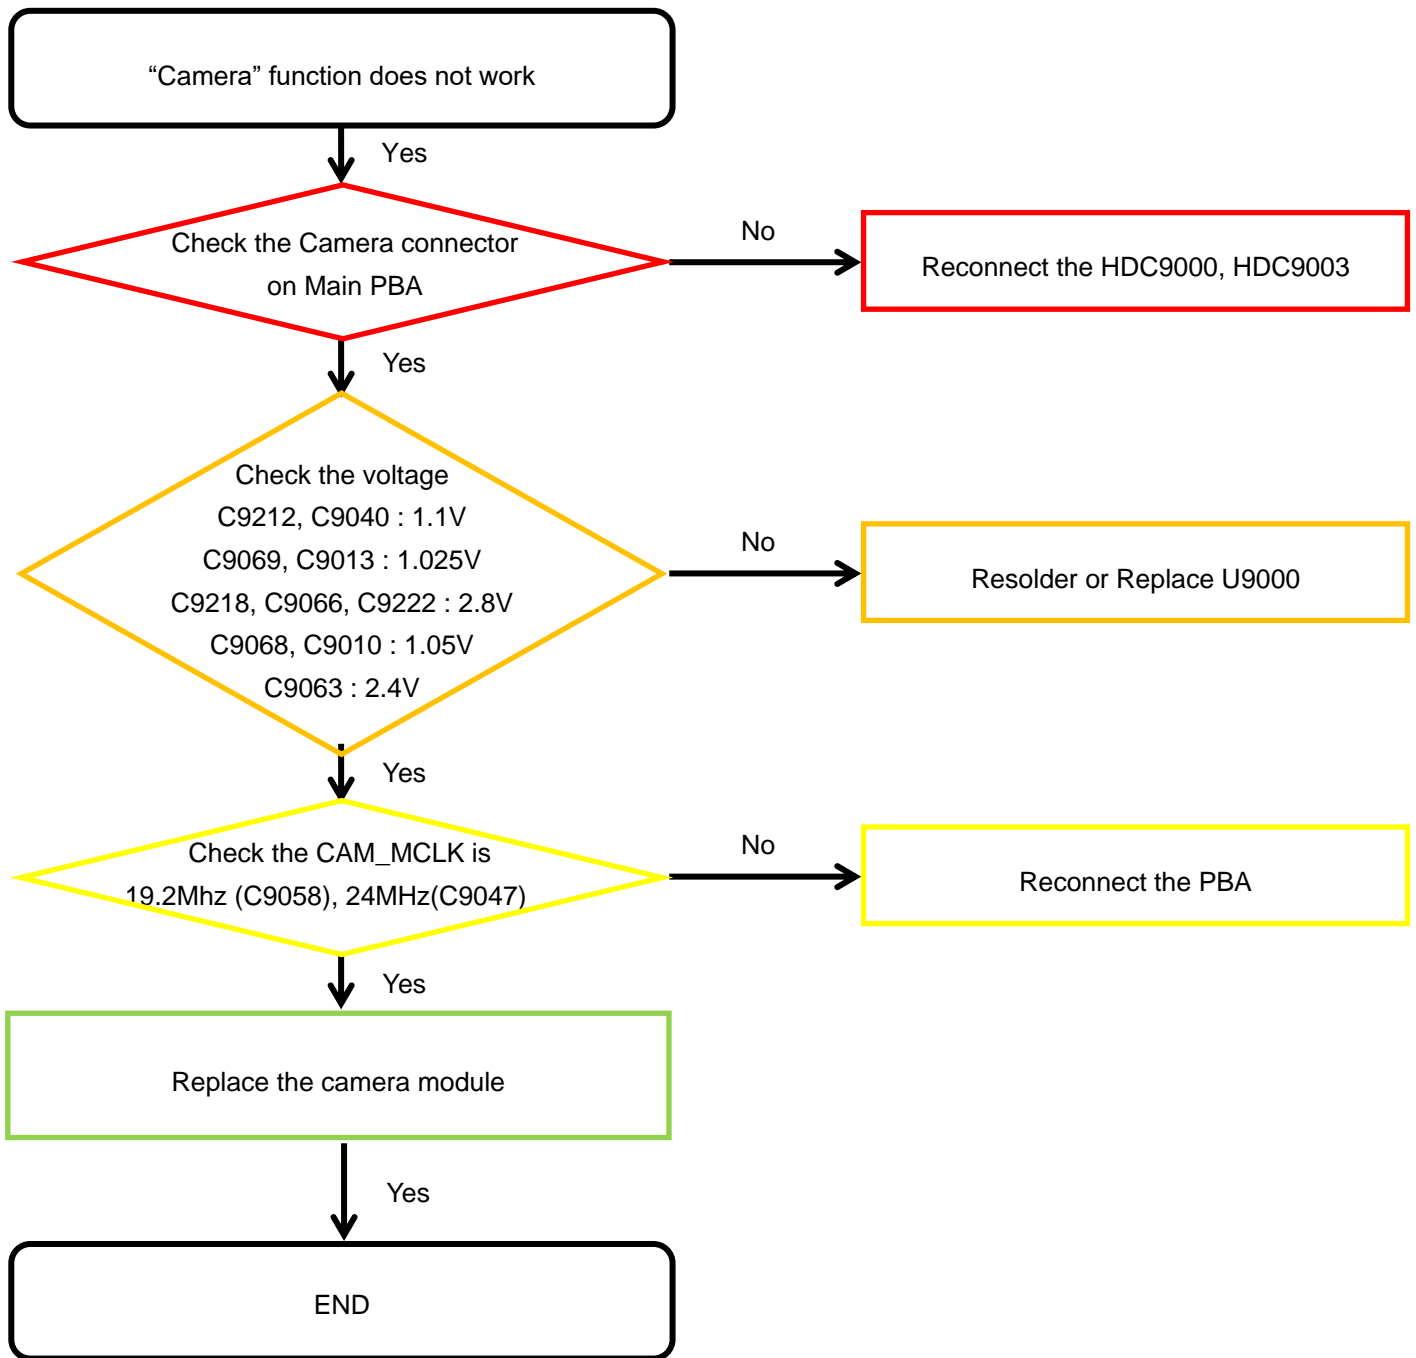 “Camera” function does not work
Yes
Check the Camera connector
on Main PBA
No
Reconnect the HDC9000, HDC9003
Yes
Check the voltage
C9212, C9040 : 1.1V
C9069, C9013 : 1.025V
C9218, C9066, C9222 : 2.8V
C9068, C9010 : 1.05V
C9063 : 2.4V
No
Resolder or Replace U9000
Yes
Check the CAM_MCLK is
19.2Mhz (C9058), 24MHz(C9047)
No
Reconnect the PBA
Yes
Replace the camera module
Yes
END